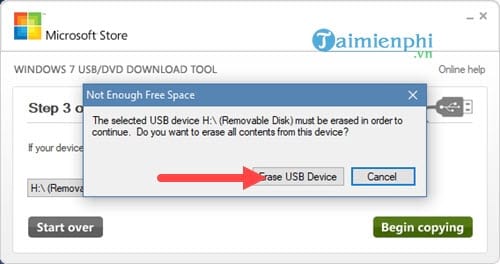 Microsoft Store
Taimienphi
.vn
WINDOWS 7 USB/DVD DOWNLOAD TOOL
Online help
Step 3 o
Not Enough Free Space
The selected USB device H:\ (Removable Disk) must be erased in order to
continue. Do you want to erase all contents from this device?
Erase USB Device
Cancel
If your device
H:\ (Remova
Start over
Begin copying